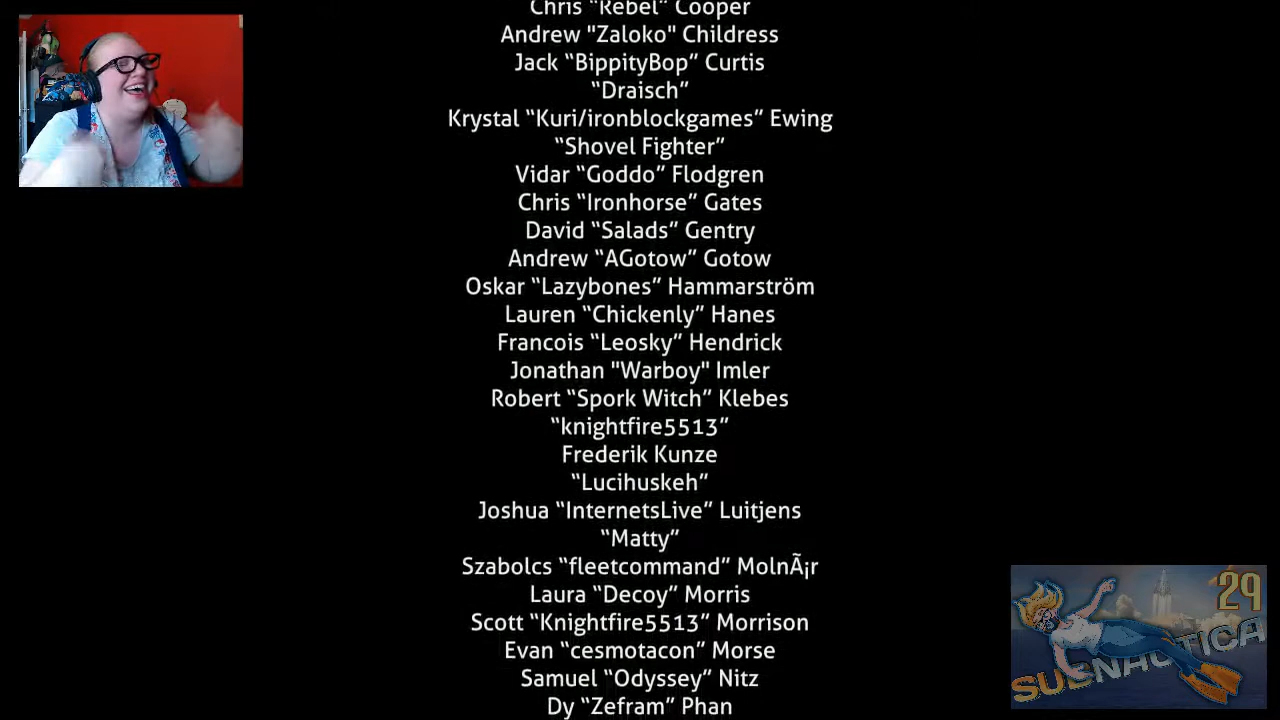 Chris “Rebel” Cooper
Andrew "Zaloko" Childress
Jack “BippityBop” Curtis
“Draisch”
Krystal “Kuri/ironblockgames” Ewing
“Shovel Fighter”
Vidar “Goddo” Flodgren
Chris “Ironhorse” Gates
David “Salads” Gentry
Andrew “AGotow” Gotow
Oskar “Lazybones” Hammarström
Lauren “Chickenly” Hanes
Francois “Leosky” Hendrick
Jonathan "Warboy" Imler
Robert “Spork Witch” Klebes
“knightfire5513”
Frederik Kunze
“Lucihuskeh”
Joshua “InternetsLive” Luitjens
“Matty”
Szabolcs “fleetcommand” MolnÃ¡r
Laura “Decoy” Morris
Scott “Knightfire5513” Morrison
Evan “cesmotacon” Morse
Samuel “Odyssey” Nitz
Dy “Zefram” Phan
29
SUBNAUTICA